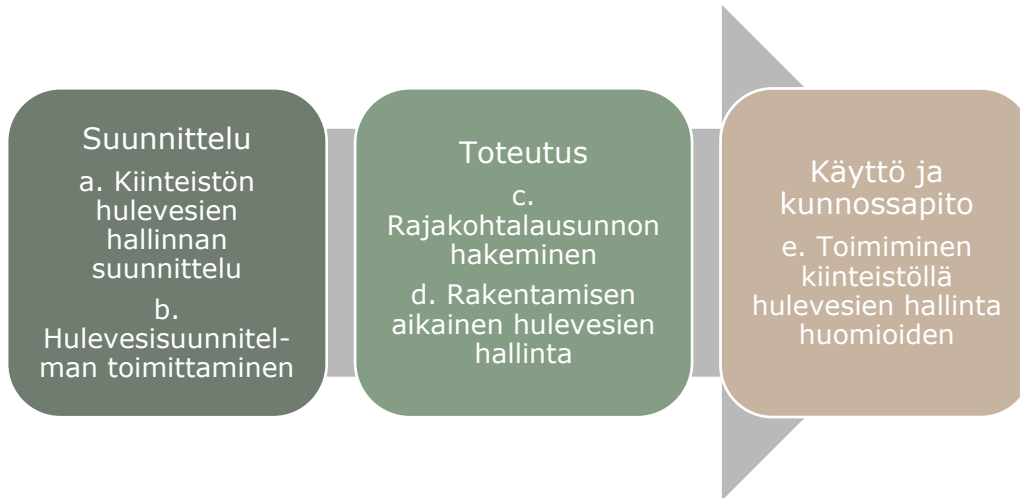 Suunnittelu
a. Kiinteistön
hulevesien
hallinnan
suunnittelu
b.
Hulevesisuunnitel-
man toimittaminen
Toteutus
c.
Rajakohtalausunnon
hakeminen
d. Rakentamisen
aikainen hulevesien
hallinta
Käyttö ja
kunnossapito
e. Toimiminen
kiinteistöllä
hulevesien hallinta
huomioiden